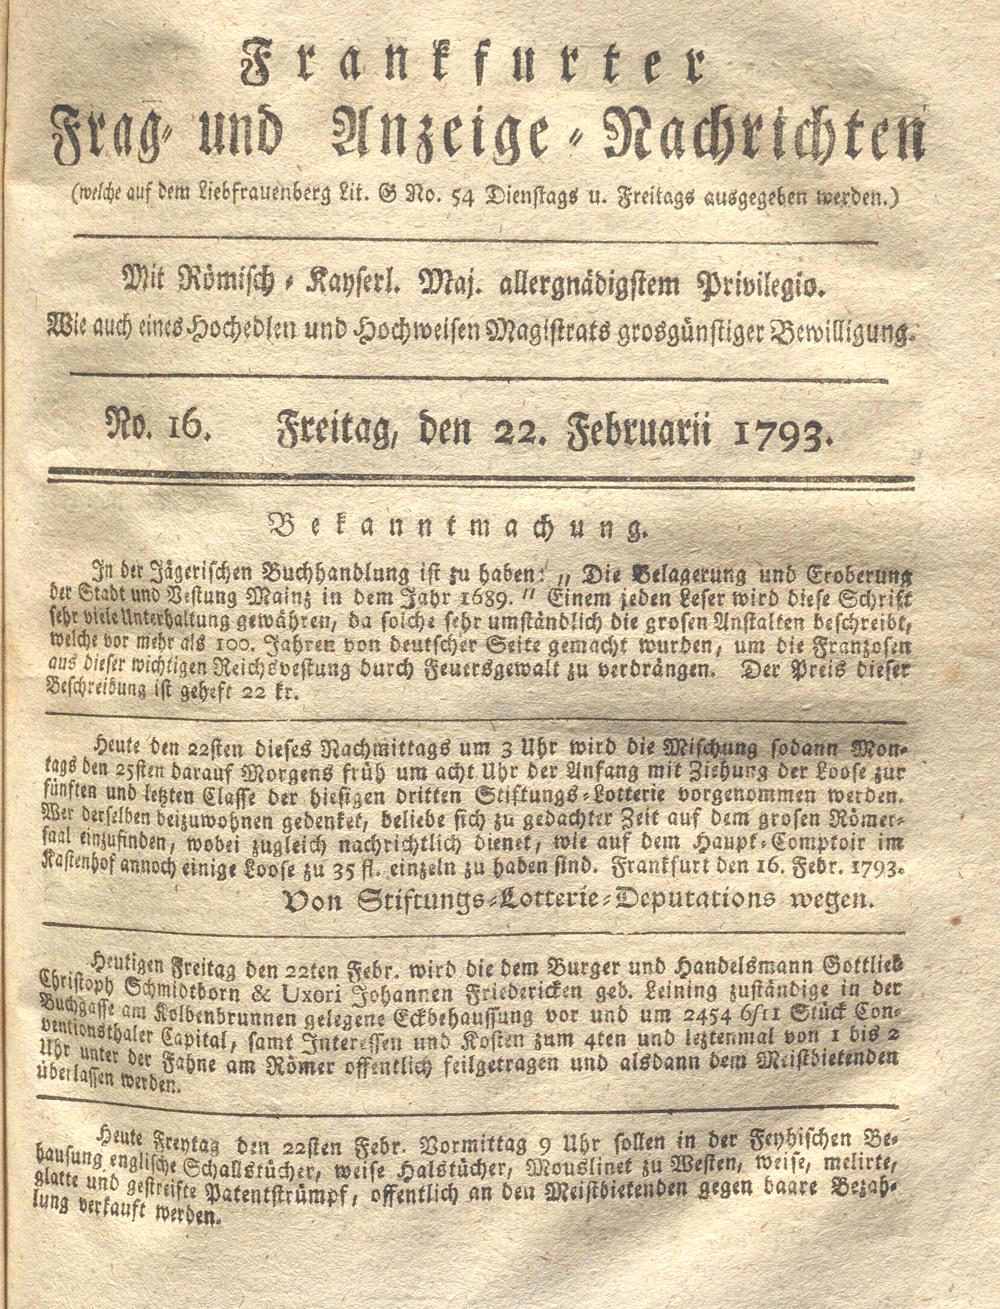 Frankfurter
Frag- und Anzeige-Nachrichten
(welche auf dem Liebfrauenberg Lit. G No. 54 Dienstags u. Freitags ausgegeben werden.)
Mit Römisch-Kayserl. Maj. allergnädigstem Privilegio.
Wie auch eines Hochedlen und Hochweisen Magistrats grosgünstiger Bewilligung.
No. 16. Freitag, den 22. Februarii 1793.
Bekanntmachung.
In der Jägerischen Buchhandlung ist zu haben: „ Die Belagerung und Eroberung
der Stadt und Vestung Mainz in dem Jahr 1689. “ Einem jeden Leser wird diese Schrift
sehr viele Unterhaltung gewähren, da solche sehr umständlich die grosen Anstalten beschreibt,
welche vor mehr als 100. Jahren von deutscher Seite gemacht wurden, um die Franzosen
aus dieser wichtigen Reichsvestung durch Feuersgewalt zu verdrängen. Der Preis dieser
Beschreibung ist geheft 22 kr.
Heute den 22sten dieses Nachmittags um 3 Uhr wird die Mischung sodann Mon-
tags den 25sten darauf Morgens früh um acht Uhr der Anfang mit Ziehung der Loose zur
fünften und letzten Classe der hiesigen dritten Stiftungs-Lotterie vorgenommen werden.
Wer derselben beizuwohnen gedenket, beliebe sich zu gedachter Zeit auf dem grosen Römer-
saal einzufinden, wobei zugleich nachrichtlich dienet, wie auf dem Haupt-Comptoir im
Kastenhof annoch einige Loose zu 35 fl. einzeln zu haben sind. Frankfurt den 16. Febr. 1793.
Von Stiftungs-Lotterie-Deputations wegen.
Heutigen Freitag den 22ten Febr. wird die dem Burger und Handelsmann Gottlieb
Christoph Schmidtborn & Uxori Johannen Friedericken geb. Leining zuständige in der
Buchgasse am Kolbenbrunnen gelegene Eckbehaussung vor und um 2454 6/11 Stück Con-
ventionsthaler Capital, samt Interessen und Kosten zum 4ten und leztenmal von 1 bis 2
Uhr unter der Fahne am Römer offentlich feilgetragen und alsdann dem Meistbietenden
überlassen werden.
Heute Freytag den 22sten Febr. Vormittag 9 Uhr sollen in der Feyhischen Be-
hausung englische Schallstücher, weise Halstücher, Mouslinet zu Westen, weise, melirte,
glatte und gestreifte Patentstrümpf, offentlich an den Meistbietenden gegen baare Bezah-
lung verkauft werden.